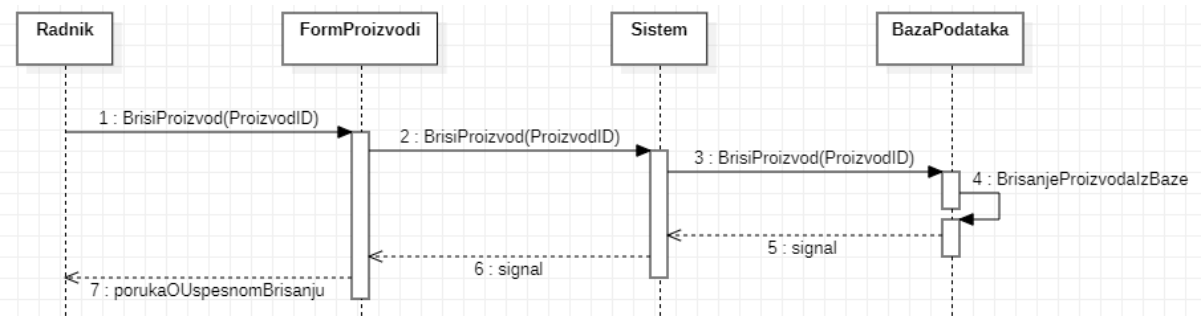 Radnik
FormProizvodi
Sistem
BazaPodataka
1 : BrisiProizvod(ProizvodID)
2 : BrisiProizvod(ProizvodID)
3 : BrisiProizvod(ProizvodID)
4 : BrisanjeProizvodaIzBaze
5 : signal
6 : signal
7 : porukaOUspesnomBrisanju